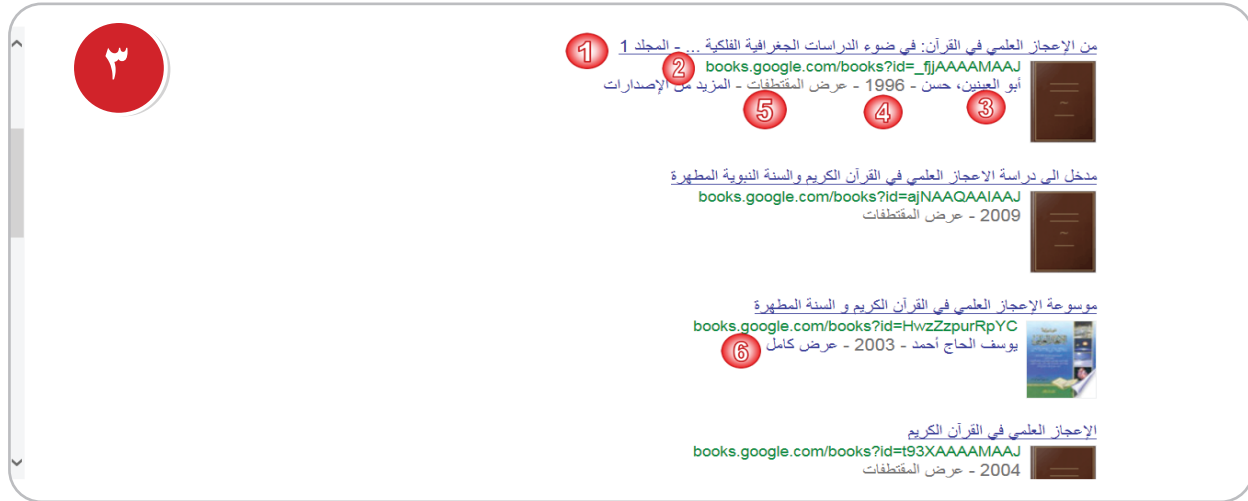 ٣
من الإعجاز العلمي في القرآن: في ضوء الدراسات الجغرافية الفلكية ... - المجلد 1 1
books.google.com/books?id=_fjjAAAAMAAJ 2
أبو العينين، حسن - 1996 - عرض المقتطفات - المزيد من الإصدارات
3 4 5
مدخل الى دراسة الاعجاز العلمي في القرآن الكريم والسنة النبوية المطهرة
books.google.com/books?id=ajNAAQAAIAAJ
2009 - عرض المقتطفات
موسوعة الإعجاز العلمي في القرآن الكريم و السنة المطهرة
books.google.com/books?id=HwzZzpurRpYC
يوسف الحاج أحمد - 2003 - عرض كامل 6
الإعجاز العلمي في القرآن الكريم
books.google.com/books?id=t93XAAAAMAAJ
2004 - عرض المقتطفات